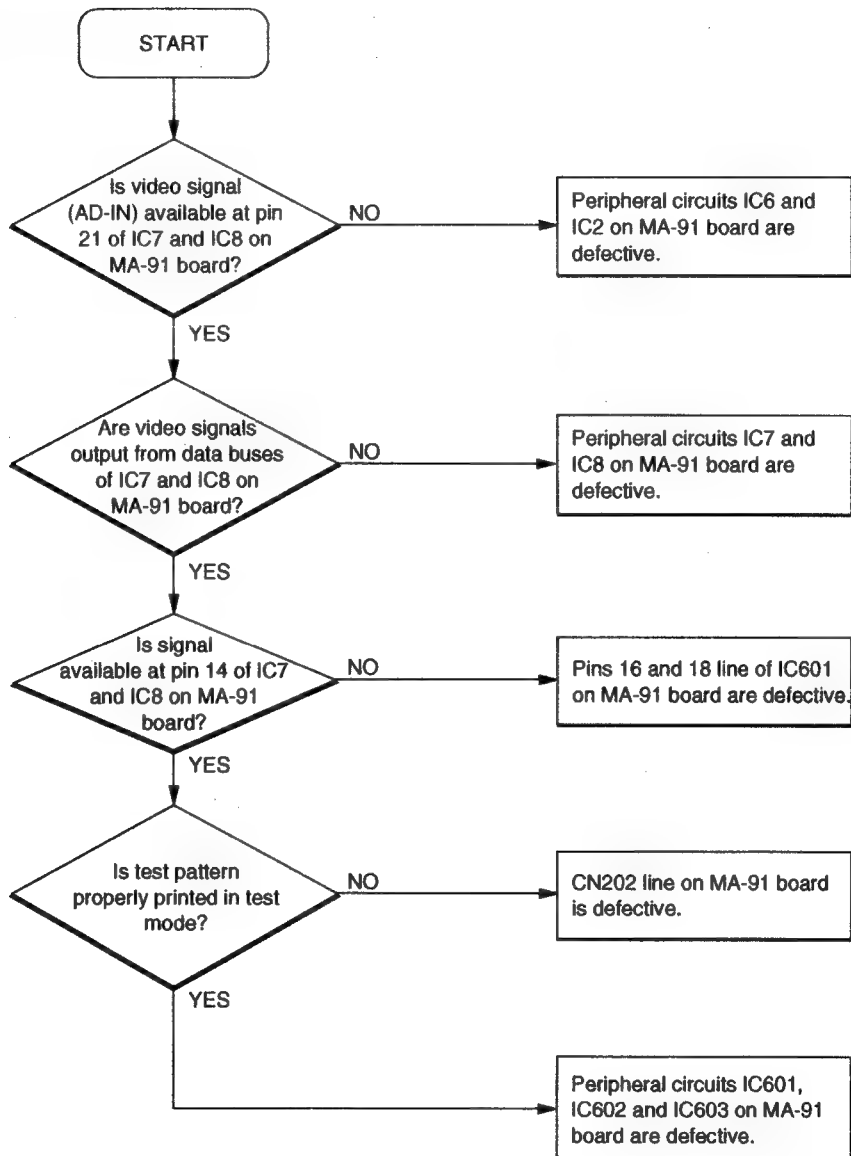 START
Is video signal
(AD-IN) available at pin
21 of IC7 and IC8 on
MA-91 board?
NO
Peripheral circuits IC6 and
IC2 on MA-91 board are
defective.
YES
Are video signals
output from data buses
of IC7 and IC8 on
MA-91 board?
NO
Peripheral circuits IC7 and
IC8 on MA-91 board are
defective.
YES
Is signal
available at pin 14 of IC7
and IC8 on MA-91
board?
NO
Pins 16 and 18 line of IC601
on MA-91 board are defective.
YES
Is test pattern
properly printed in test
mode?
NO
CN202 line on MA-91 board
is defective.
YES
Peripheral circuits IC601,
IC602 and IC603 on MA-91
board are defective.